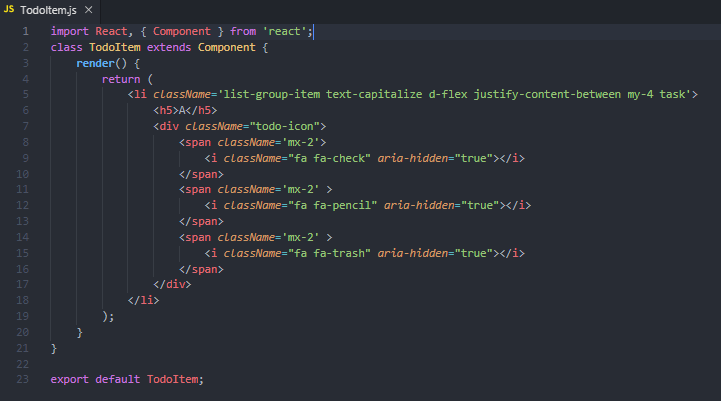 JS TodoItem.js ×
1 import React, { Component } from 'react';
2 class TodoItem extends Component {
3     render() {
4         return (
5             <li className='list-group-item text-capitalize d-flex justify-content-between my-4 task'>
6                 <h5>A</h5>
7                 <div className="todo-icon">
8                     <span className='mx-2'>
9                         <i className="fa fa-check" aria-hidden="true"></i>
10                     </span>
11                     <span className='mx-2' >
12                         <i className="fa fa-pencil" aria-hidden="true"></i>
13                     </span>
14                     <span className='mx-2' >
15                         <i className="fa fa-trash" aria-hidden="true"></i>
16                     </span>
17                 </div>
18             </li>
19         );
20     }
21 }
22
23 export default TodoItem;